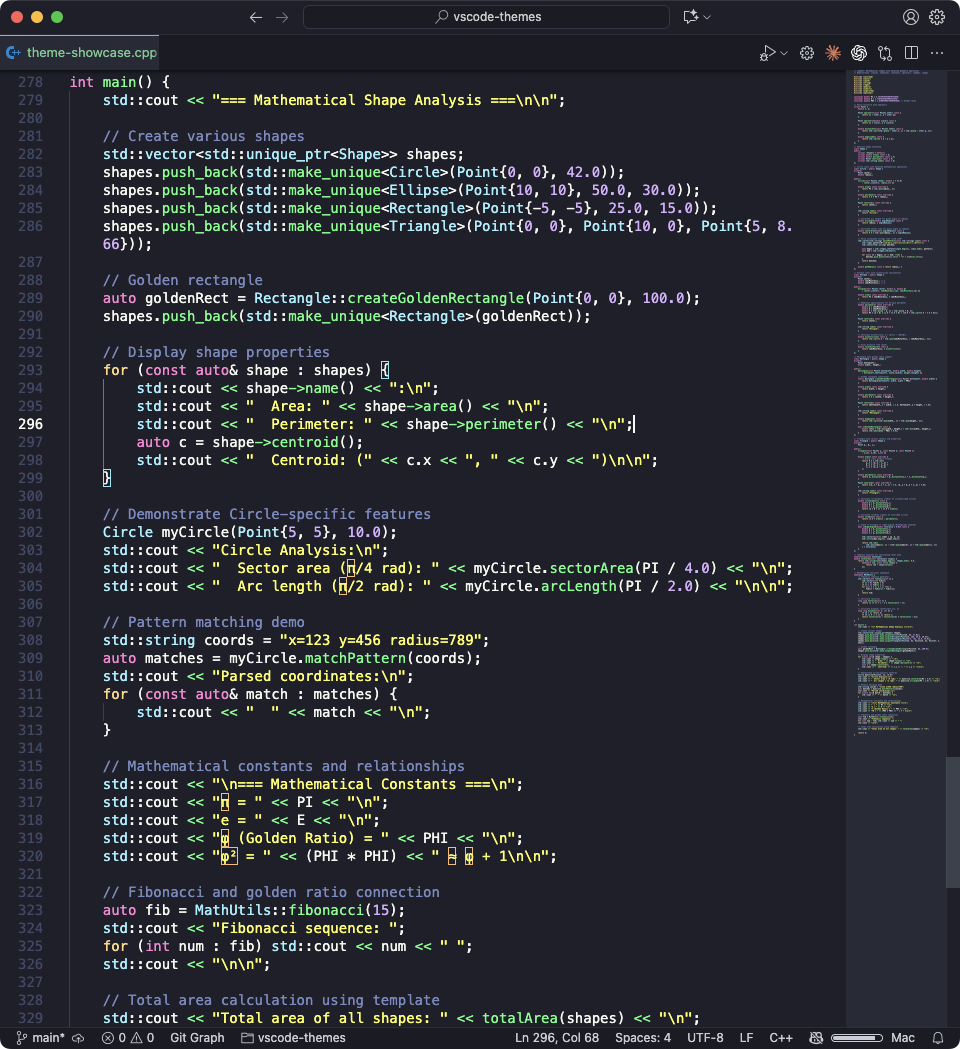 vscode-themes
theme-showcase.cpp
278 int main() {
279     std::cout << "=== Mathematical Shape Analysis ===\n\n";
280
281     // Create various shapes
282     std::vector<std::unique_ptr<Shape>> shapes;
283     shapes.push_back(std::make_unique<Circle>(Point{0, 0}, 42.0));
284     shapes.push_back(std::make_unique<Ellipse>(Point{10, 10}, 50.0, 30.0));
285     shapes.push_back(std::make_unique<Rectangle>(Point{-5, -5}, 25.0, 15.0));
286     shapes.push_back(std::make_unique<Triangle>(Point{0, 0}, Point{10, 0}, Point{5, 8.
66}));
287
288     // Golden rectangle
289     auto goldenRect = Rectangle::createGoldenRectangle(Point{0, 0}, 100.0);
290     shapes.push_back(std::make_unique<Rectangle>(goldenRect));
291
292     // Display shape properties
293     for (const auto& shape : shapes) {
294         std::cout << shape->name() << ":\n";
295         std::cout << "  Area: " << shape->area() << "\n";
296         std::cout << "  Perimeter: " << shape->perimeter() << "\n";
297         auto c = shape->centroid();
298         std::cout << "  Centroid: (" << c.x << ", " << c.y << ")\n\n";
299     }
300
301     // Demonstrate Circle-specific features
302     Circle myCircle(Point{5, 5}, 10.0);
303     std::cout << "Circle Analysis:\n";
304     std::cout << "  Sector area (π/4 rad): " << myCircle.sectorArea(PI / 4.0) << "\n";
305     std::cout << "  Arc length (π/2 rad): " << myCircle.arcLength(PI / 2.0) << "\n\n";
306
307     // Pattern matching demo
308     std::string coords = "x=123 y=456 radius=789";
309     auto matches = myCircle.matchPattern(coords);
310     std::cout << "Parsed coordinates:\n";
311     for (const auto& match : matches) {
312         std::cout << "  " << match << "\n";
313     }
314
315     // Mathematical constants and relationships
316     std::cout << "\n=== Mathematical Constants ===\n";
317     std::cout << "π = " << PI << "\n";
318     std::cout << "e = " << E << "\n";
319     std::cout << "φ (Golden Ratio) = " << PHI << "\n";
320     std::cout << "φ² = " << (PHI * PHI) << " ≈ φ + 1\n\n";
321
322     // Fibonacci and golden ratio connection
323     auto fib = MathUtils::fibonacci(15);
324     std::cout << "Fibonacci sequence: ";
325     for (int num : fib) std::cout << num << " ";
326     std::cout << "\n\n";
327
328     // Total area calculation using template
329     std::cout << "Total area of all shapes: " << totalArea(shapes) << "\n";
main* 0 0 Git Graph vscode-themes Ln 296, Col 68 Spaces: 4 UTF-8 LF C++ Mac